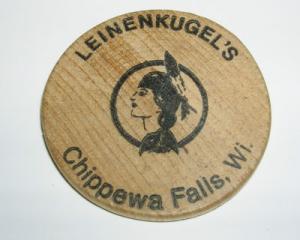 LEINENKUGEL'S
Chippewa Falls, Wi.